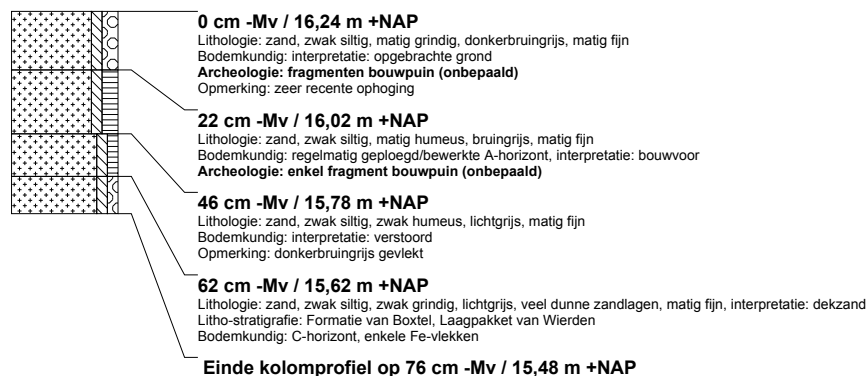 0 cm -Mv / 16,24 m +NAP
Lithologie: zand, zwak siltig, matig grindig, donkerbruingrijs, matig fijn
Bodemkundig: interpretatie: opgebrachte grond
Archeologie: fragmenten bouwpuin (onbepaald)
Opmerking: zeer recente ophoging
22 cm -Mv / 16,02 m +NAP
Lithologie: zand, zwak siltig, matig humeus, bruingrijs, matig fijn
Bodemkundig: regelmatig geploegd/bewerkte A-horizont, interpretatie: bouwvoor
Archeologie: enkel fragment bouwpuin (onbepaald)
46 cm -Mv / 15,78 m +NAP
Lithologie: zand, zwak siltig, zwak humeus, lichtgrijs, matig fijn
Bodemkundig: interpretatie: verstoord
Opmerking: donkerbruingrijs gevlekt
62 cm -Mv / 15,62 m +NAP
Lithologie: zand, zwak siltig, zwak grindig, lichtgrijs, veel dunne zandlagen, matig fijn, interpretatie: dekzand
Litho-stratigrafie: Formatie van Boxtel, Laagpakket van Wierden
Bodemkundig: C-horizont, enkele Fe-vlekken
Einde kolomprofiel op 76 cm -Mv / 15,48 m +NAP